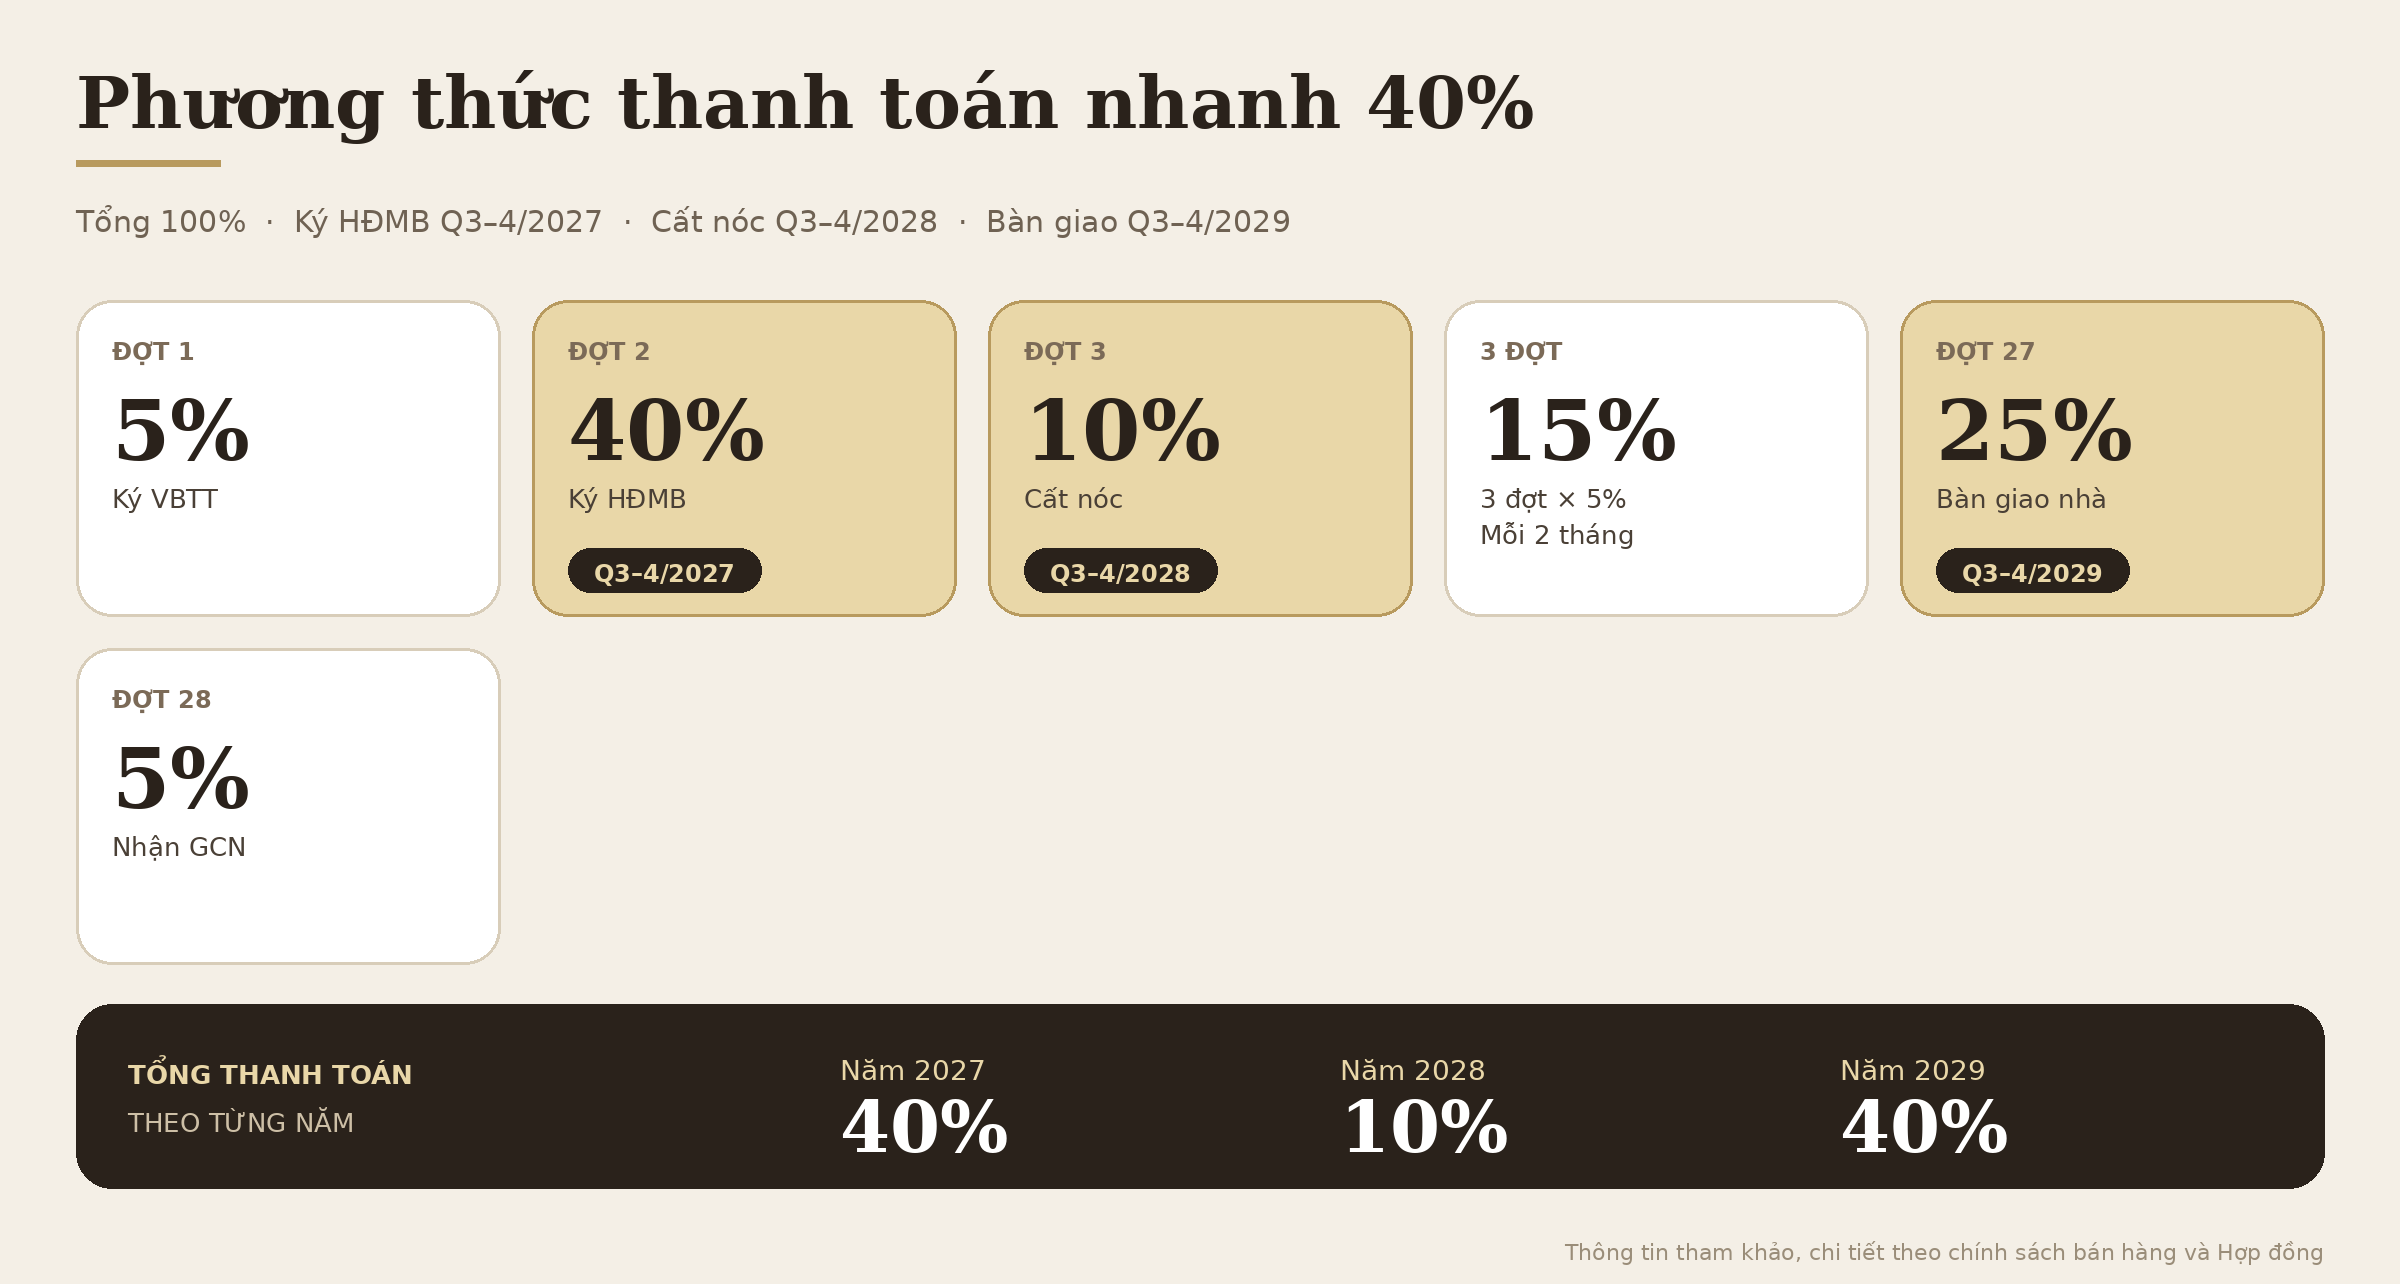 Phương thức thanh toán nhanh 40%
Tổng 100% · Ký HĐMB Q3–4/2027 · Cất nóc Q3–4/2028 · Bàn giao Q3–4/2029
ĐỢT 1
5%
Ký VBTT
ĐỢT 2
40%
Ký HĐMB
Q3–4/2027
ĐỢT 3
10%
Cất nóc
Q3–4/2028
3 ĐỢT
15%
3 đợt × 5%
Mỗi 2 tháng
ĐỢT 27
25%
Bàn giao nhà
Q3–4/2029
ĐỢT 28
5%
Nhận GCN
TỔNG THANH TOÁN
THEO TỪNG NĂM
Năm 2027
40%
Năm 2028
10%
Năm 2029
40%
Thông tin tham khảo, chi tiết theo chính sách bán hàng và Hợp đồng